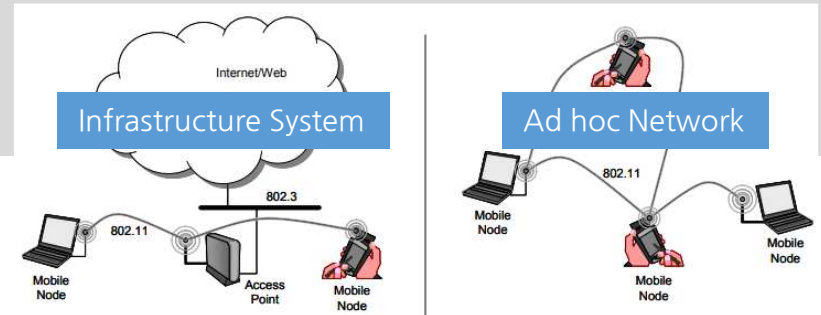 Internet/Web
Infrastructure System
802.3
802.11
Mobile
Node
Access
Point
Mobile
Node
Ad hoc Network
802.11
Mobile
Node
Mobile
Node
Mobile
Node